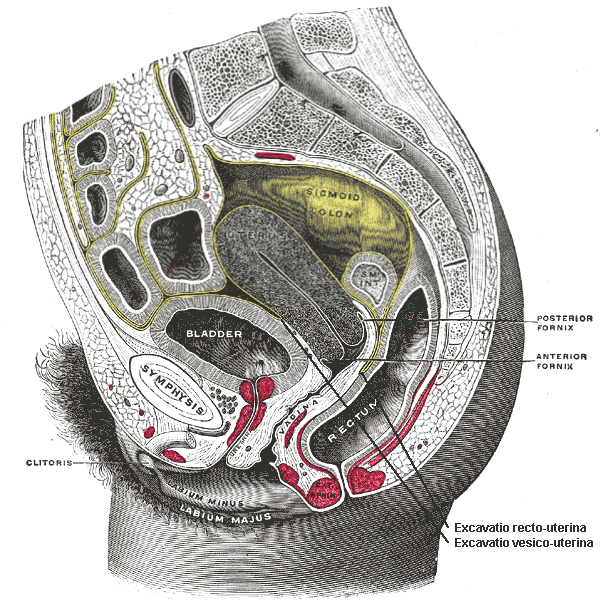 SIGMOID
COLON
UTERUS
SM.
INT.
BLADDER
POSTERIOR
FORNIX
ANTERIOR
FORNIX
SYMPHYSIS
VAGINA
RECTUM
URETHRA
CLITORIS
LABIUM MINUS
LABIUM MAJUS
Excavatio recto-uterina
Excavatio vesico-uterina